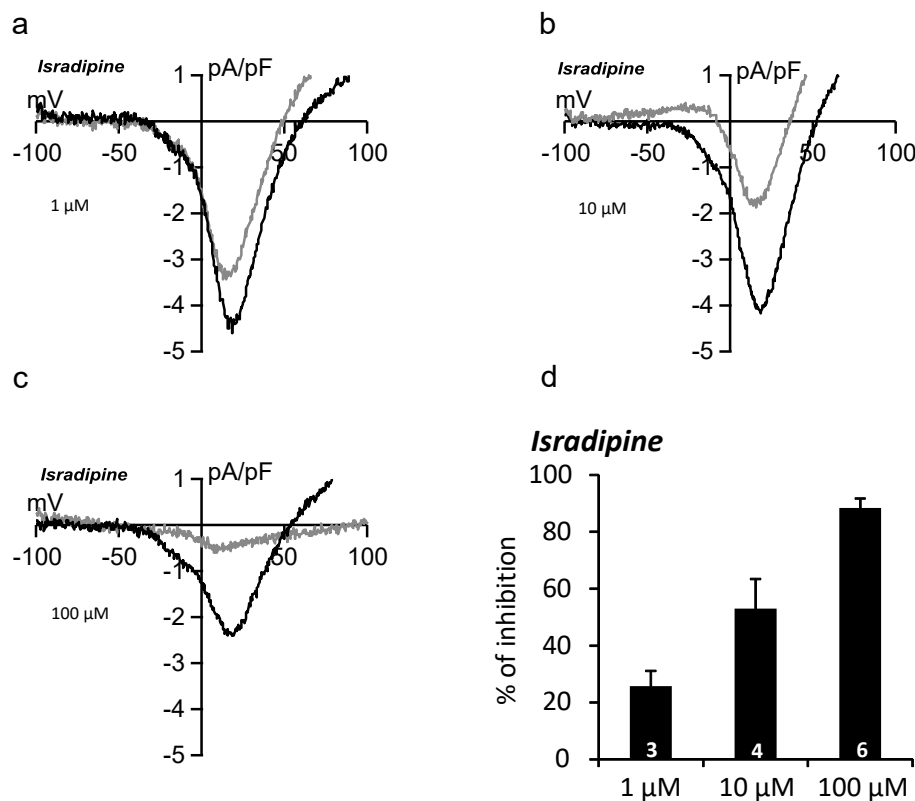 a
Isradipine
pA/pF
mV
1
-100 -50 50 100
-1
1 µM
-2
-3
-4
-5
b
Isradipine
pA/pF
mV
1
-100 -50 0 50 100
-1
10 µM
-2
-3
-4
-5
c
Isradipine
pA/pF
mV
1
-100 -50 0 50 100
-1
100 µM
-2
-3
-4
-5
d
Isradipine
% of inhibition
100
80
60
40
20
0
3 4 6
1 µM 10 µM 100 µM